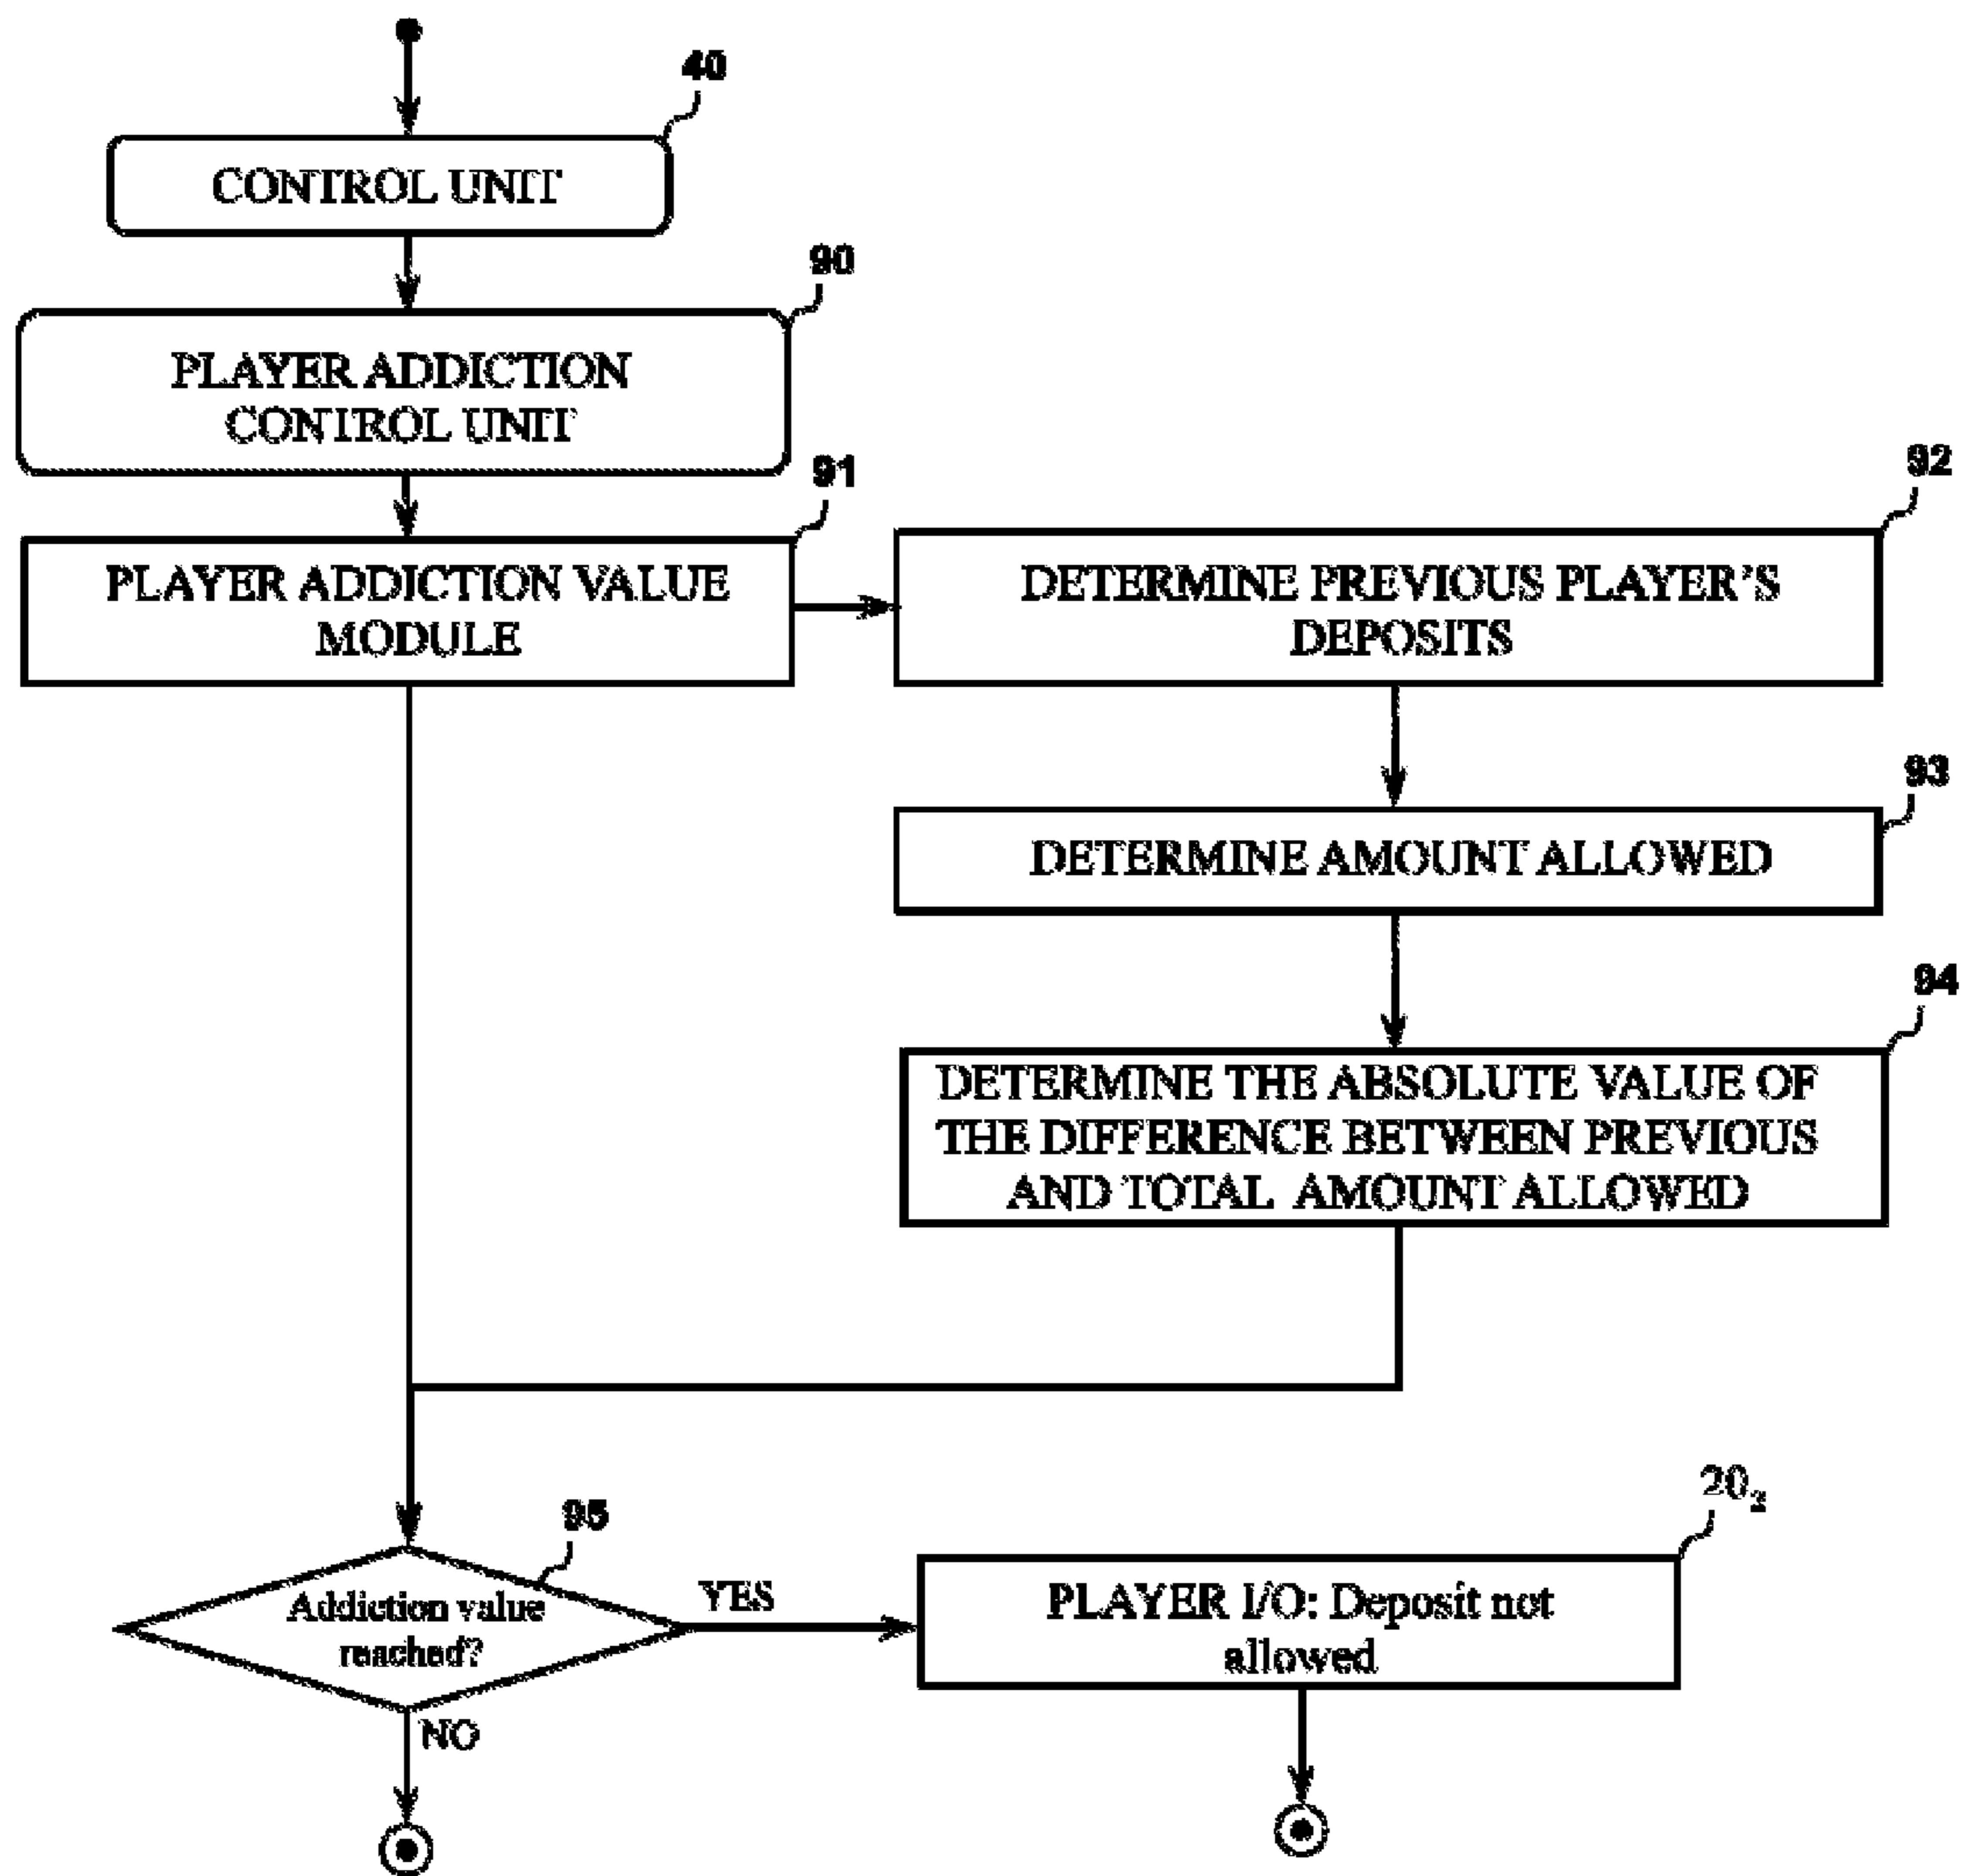 40
CONTROL UNIT
90
PLAYER ADDICTION
CONTROL UNIT
91
PLAYER ADDICTION VALUE
MODULE
92
DETERMINE PREVIOUS PLAYER’S
DEPOSITS
93
DETERMINE AMOUNT ALLOWED
94
DETERMINE THE ABSOLUTE VALUE OF
THE DIFFERENCE BETWEEN PREVIOUS
AND TOTAL AMOUNT ALLOWED
95
Addiction value
reached?
YES
NO
20₂
PLAYER I/O: Deposit not
allowed